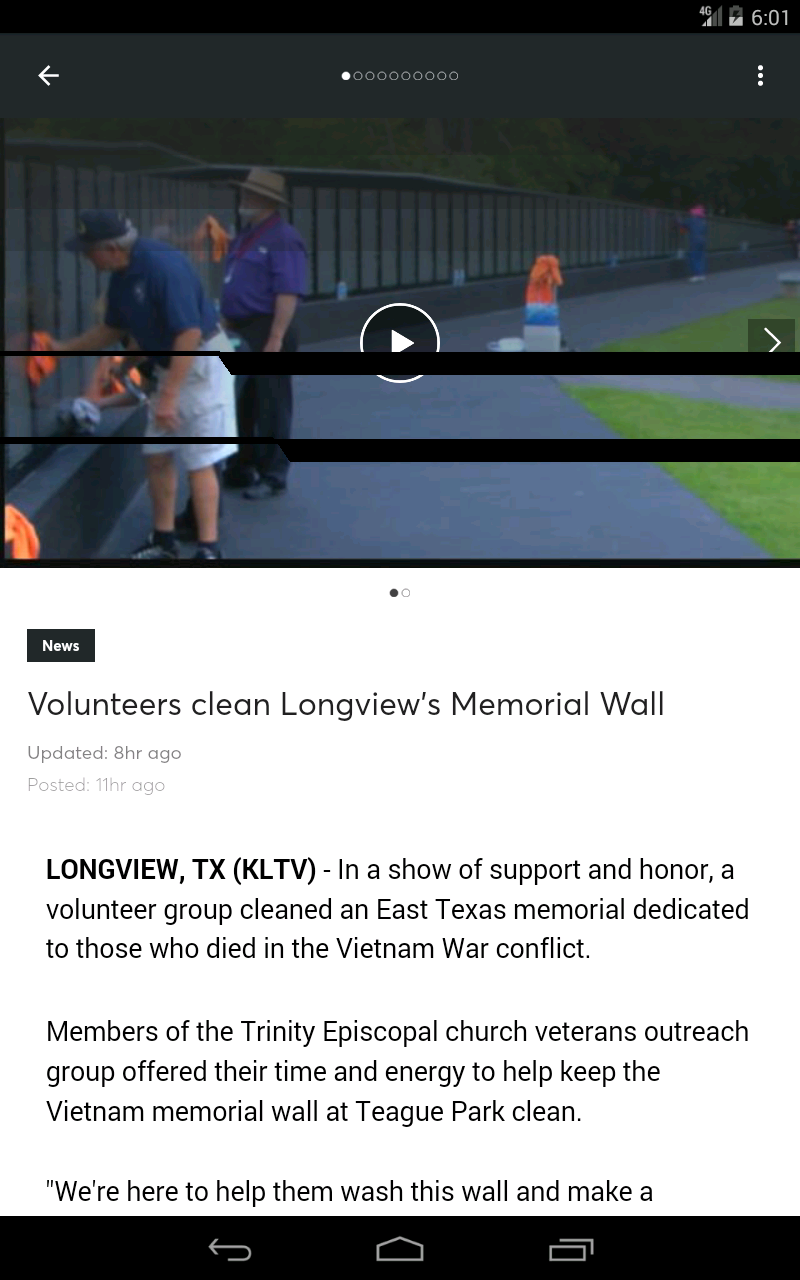 4G 6:01
News
Volunteers clean Longview's Memorial Wall
Updated: 8hr ago
Posted: 11hr ago
LONGVIEW, TX (KLTV) - In a show of support and honor, a
volunteer group cleaned an East Texas memorial dedicated
to those who died in the Vietnam War conflict.
Members of the Trinity Episcopal church veterans outreach
group offered their time and energy to help keep the
Vietnam memorial wall at Teague Park clean.
"We're here to help them wash this wall and make a